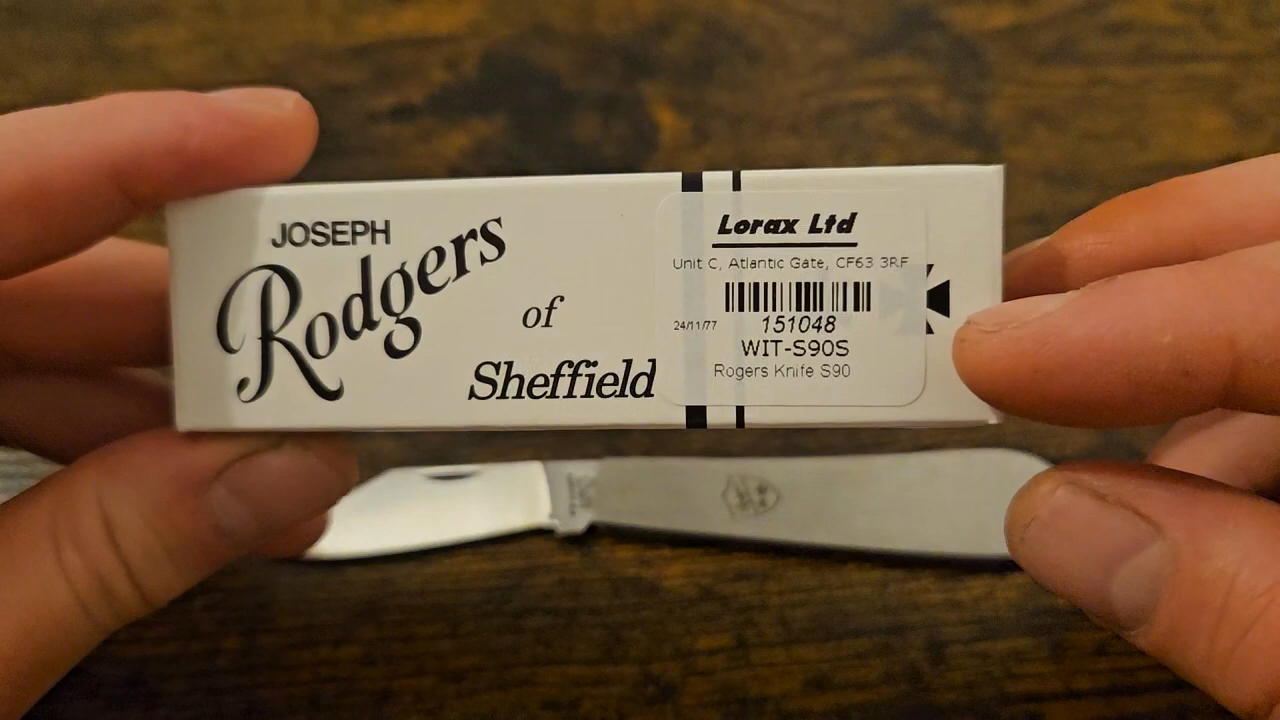 JOSEPH
Rodgers
of
Sheffield
Lorax Ltd
Unit C, Atlantic Gate, CF63 3RF
24/11/77
151048
WIT-S90S
Rogers Knife S90